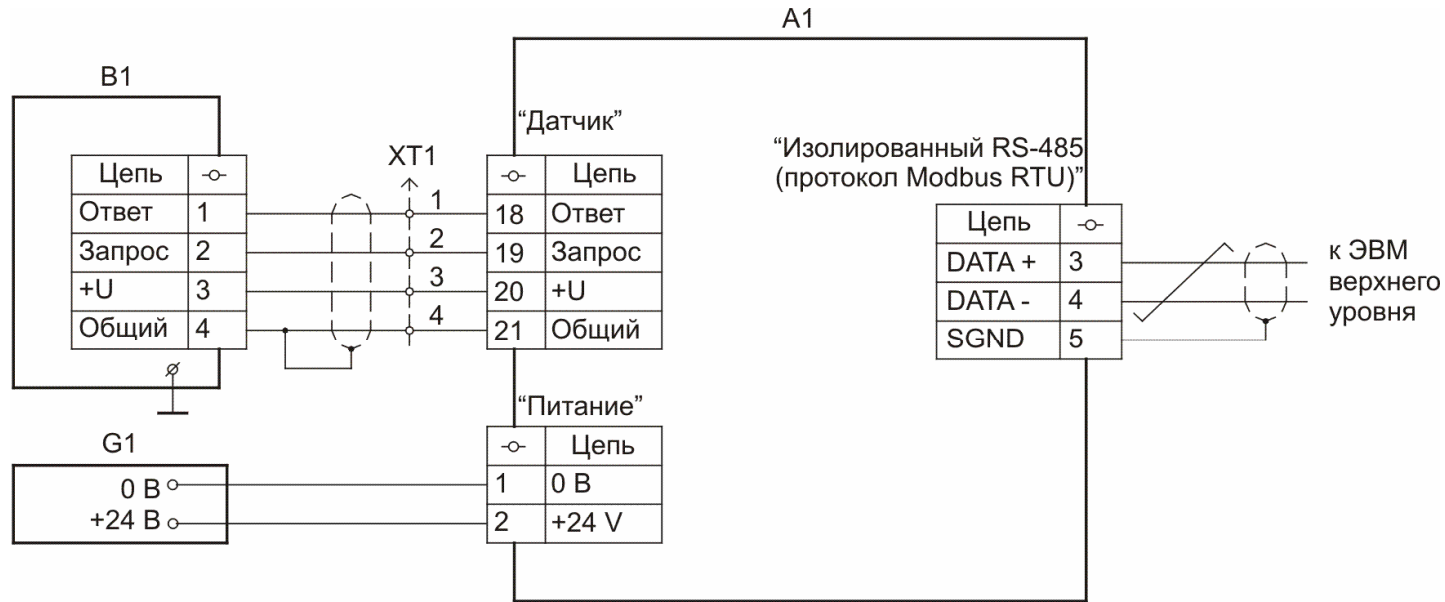 A1
B1
“Датчик”
XT1
“Изолированный RS-485
(протокол Modbus RTU)”
Цепь
Ответ 1
Запрос 2
+U 3
Общий 4
1
2
3
4
Цепь
18 Ответ
19 Запрос
20 +U
21 Общий
Цепь
DATA + 3
DATA - 4
SGND 5
к ЭВМ
верхнего
уровня
“Питание”
Цепь
1 0 В
2 +24 V
G1
0 В
+24 В